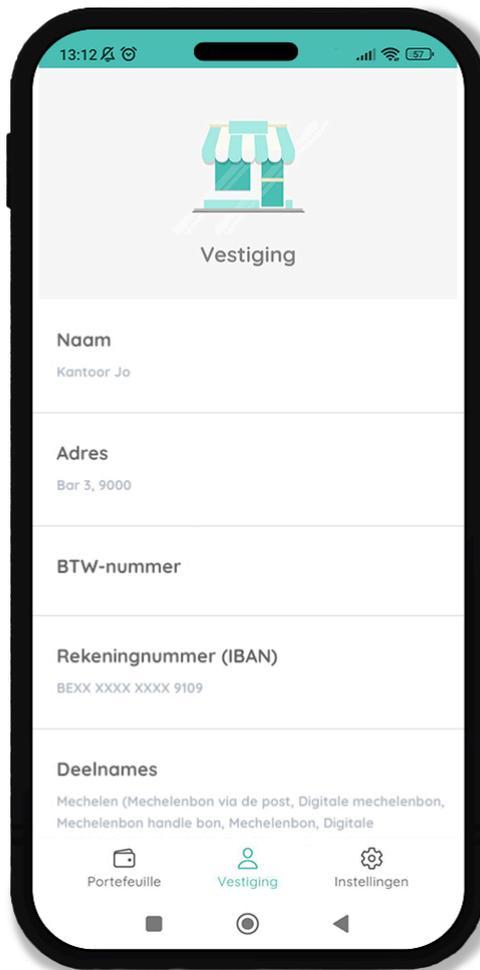 13:12
57
Vestiging
Naam
Kantoor Jo
Adres
Bar 3, 9000
BTW-nummer
Rekeningnummer (IBAN)
BEXX XXXX XXXX 9109
Deelnames
Mechelen (Mechelenbon via de post, Digitale mechelenbon,
Mechelenbon handle bon, Mechelenbon, Digitale
Portefeuille Vestiging Instellingen